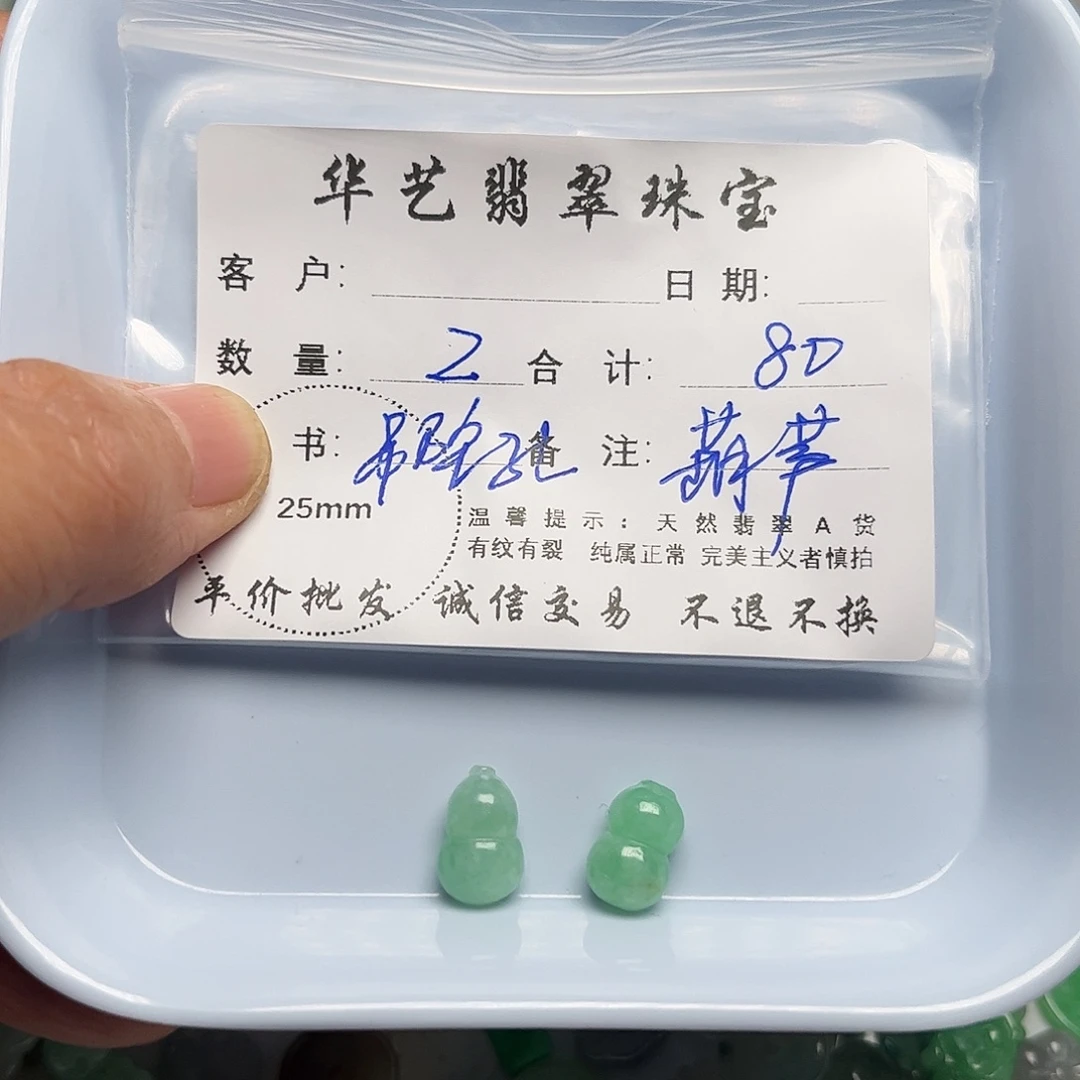 华艺翡翠珠宝
客 户: 日 期:
数 量: 2 合 计: 80
书: 备 注: 葫芦
25mm
温馨提示：天然翡翠A货
有纹有裂 纯属正常 完美主义者慎拍
平价批发 诚信交易 不退不换